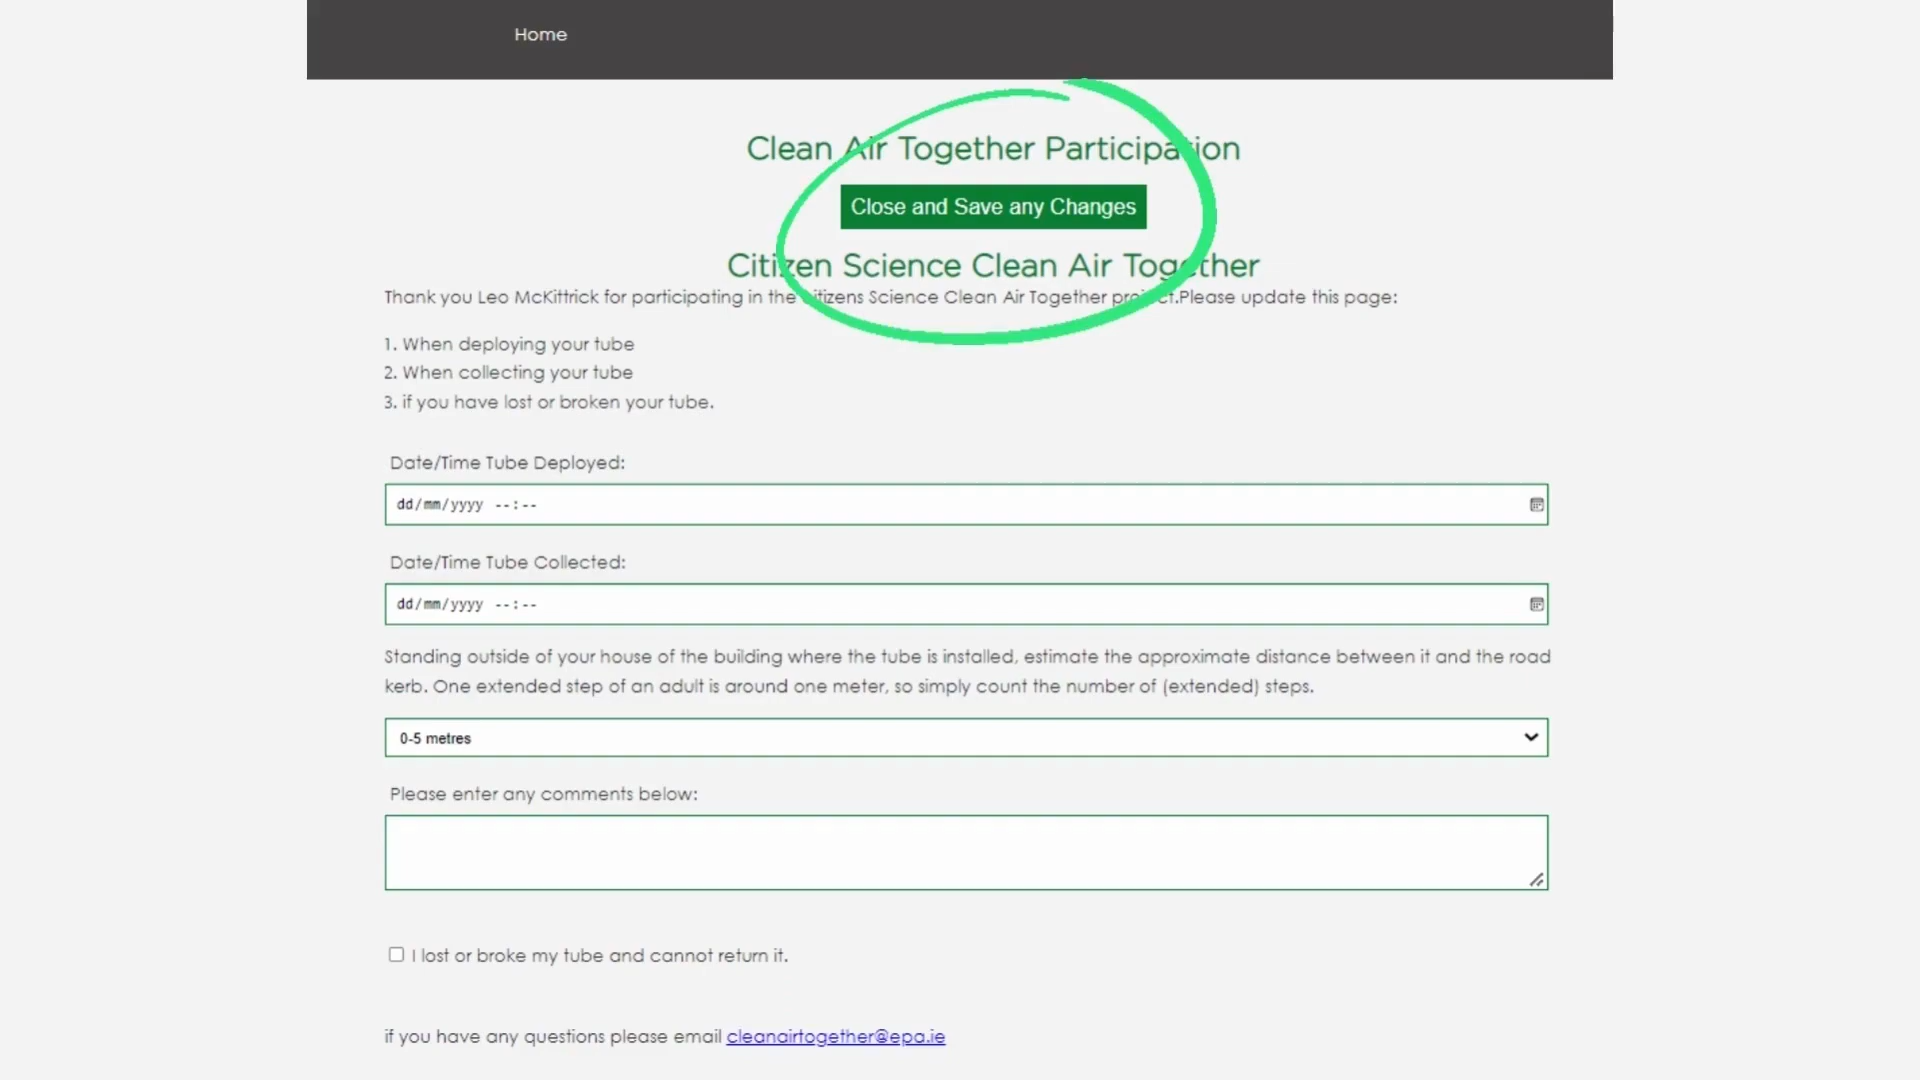 Home
Clean Air Together Participation
Close and Save any Changes
Citizen Science Clean Air Together
Thank you Leo McKittrick for participating in the Citizens Science Clean Air Together project.Please update this page:
1. When deploying your tube
2. When collecting your tube
3. if you have lost or broken your tube.
Date/Time Tube Deployed:
dd/mm/yyyy --:--
Date/Time Tube Collected:
dd/mm/yyyy --:--
Standing outside of your house of the building where the tube is installed, estimate the approximate distance between it and the road
kerb. One extended step of an adult is around one meter, so simply count the number of (extended) steps.
0-5 metres
Please enter any comments below:
I lost or broke my tube and cannot return it.
if you have any questions please email cleanairtogether@epa.ie